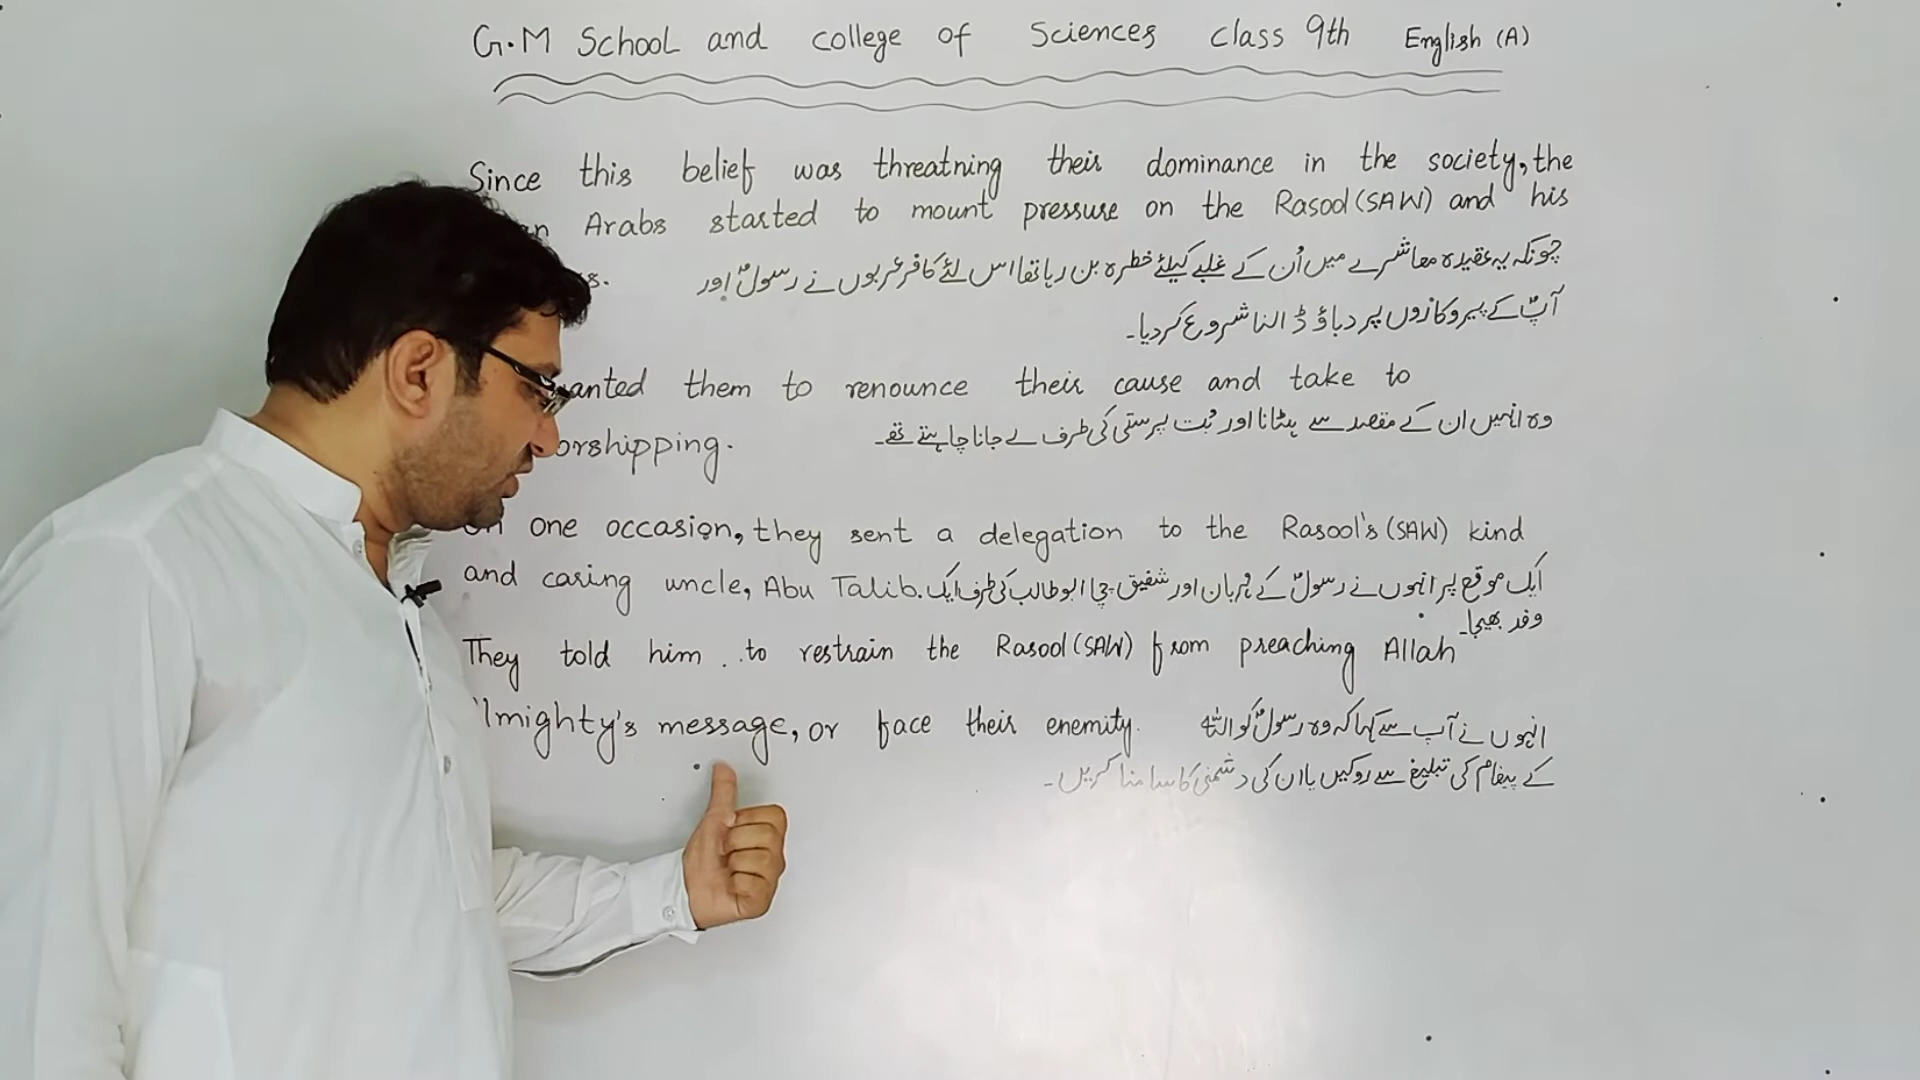 G.M School and college of Sciences class 9th English (A)
Since this belief was threatning their dominance in the society, the
Arabs started to mount pressure on the Rasool (SAW) and his
چونکہ یہ عقیدہ معاشرے میں اُن کے غلبے کیلئے خطرہ بن رہا تھا اس لئے کافر عربوں نے رسولؐ اور
آپؐ کے پیروکاروں پر دباؤ ڈالنا شروع کر دیا۔
them to renounce their cause and take to
orshipping. وہ انہیں ان کے مقصد سے ہٹانا اور بُت پرستی کی طرف لے جانا چاہتے تھے۔
one occasion, they sent a delegation to the Rasool's (SAW) kind
and caring uncle, Abu Talib. ایک موقع پر انہوں نے رسولؐ کے مہربان اور شفیق چچا ابو طالب کی طرف ایک
وفد بھیجا۔
They told him to restrain the Rasool (SAW) from preaching Allah
lmighty's message, or face their enemity. انہوں نے آپ سے کہا کہ وہ رسولؐ کو اللہ
کے پیغام کی تبلیغ سے روکیں یا ان کی دشمنی کا سامنا کریں۔